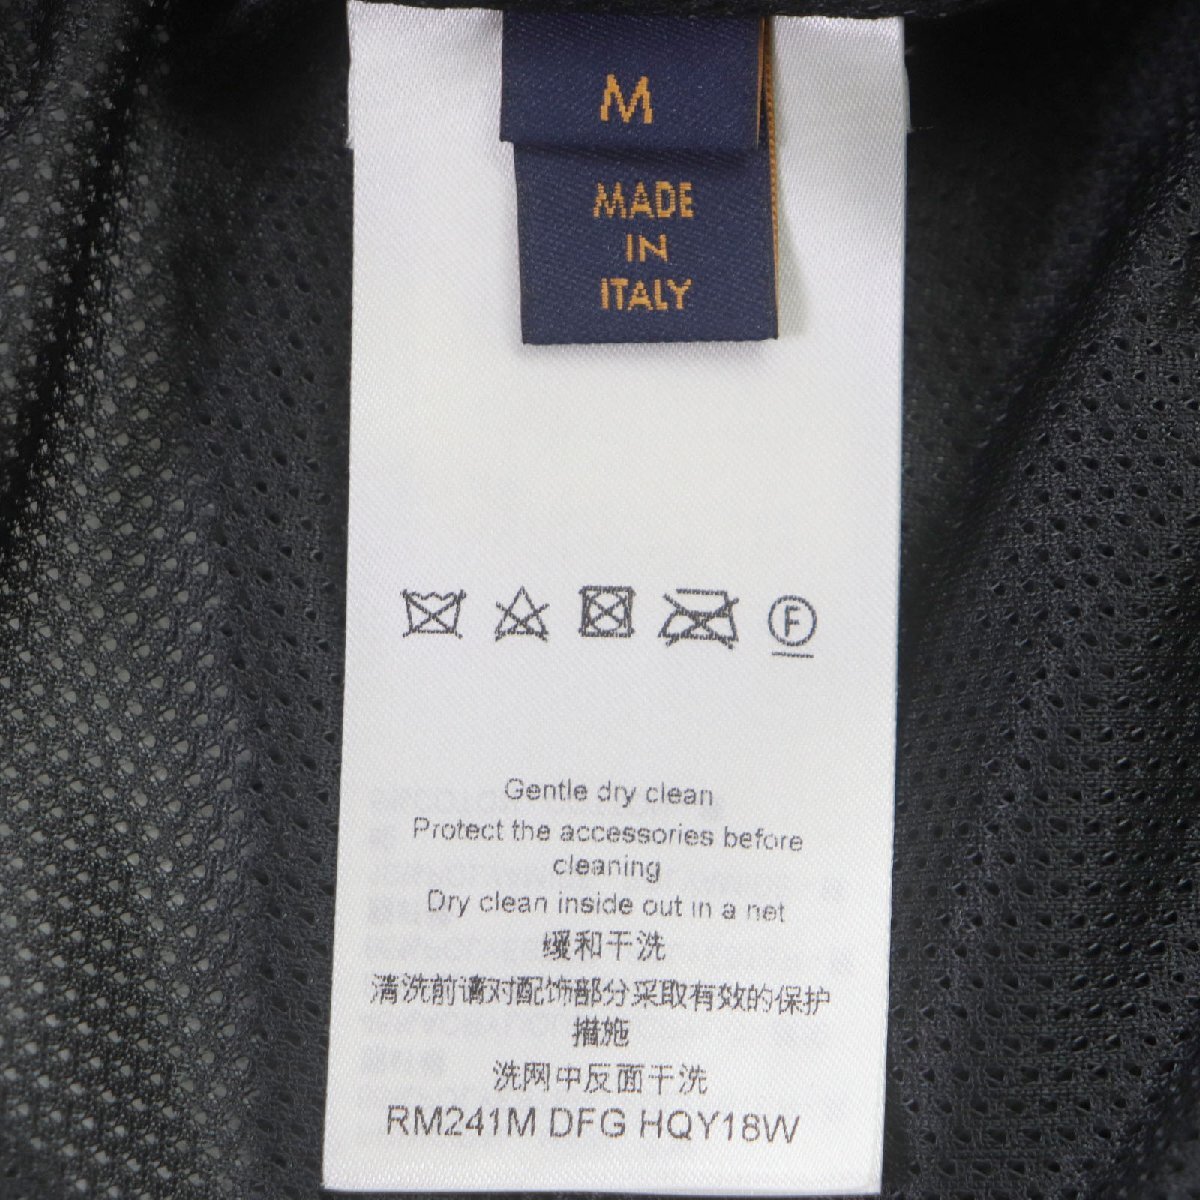 M
MADE
IN
ITALY
F
Gentle dry clean
Protect the accessories before
cleaning
Dry clean inside out in a net
缓和干洗
清洗前请对配饰部分采取有效的保护
措施
洗网中反面干洗
RM241M DFG HQY18W